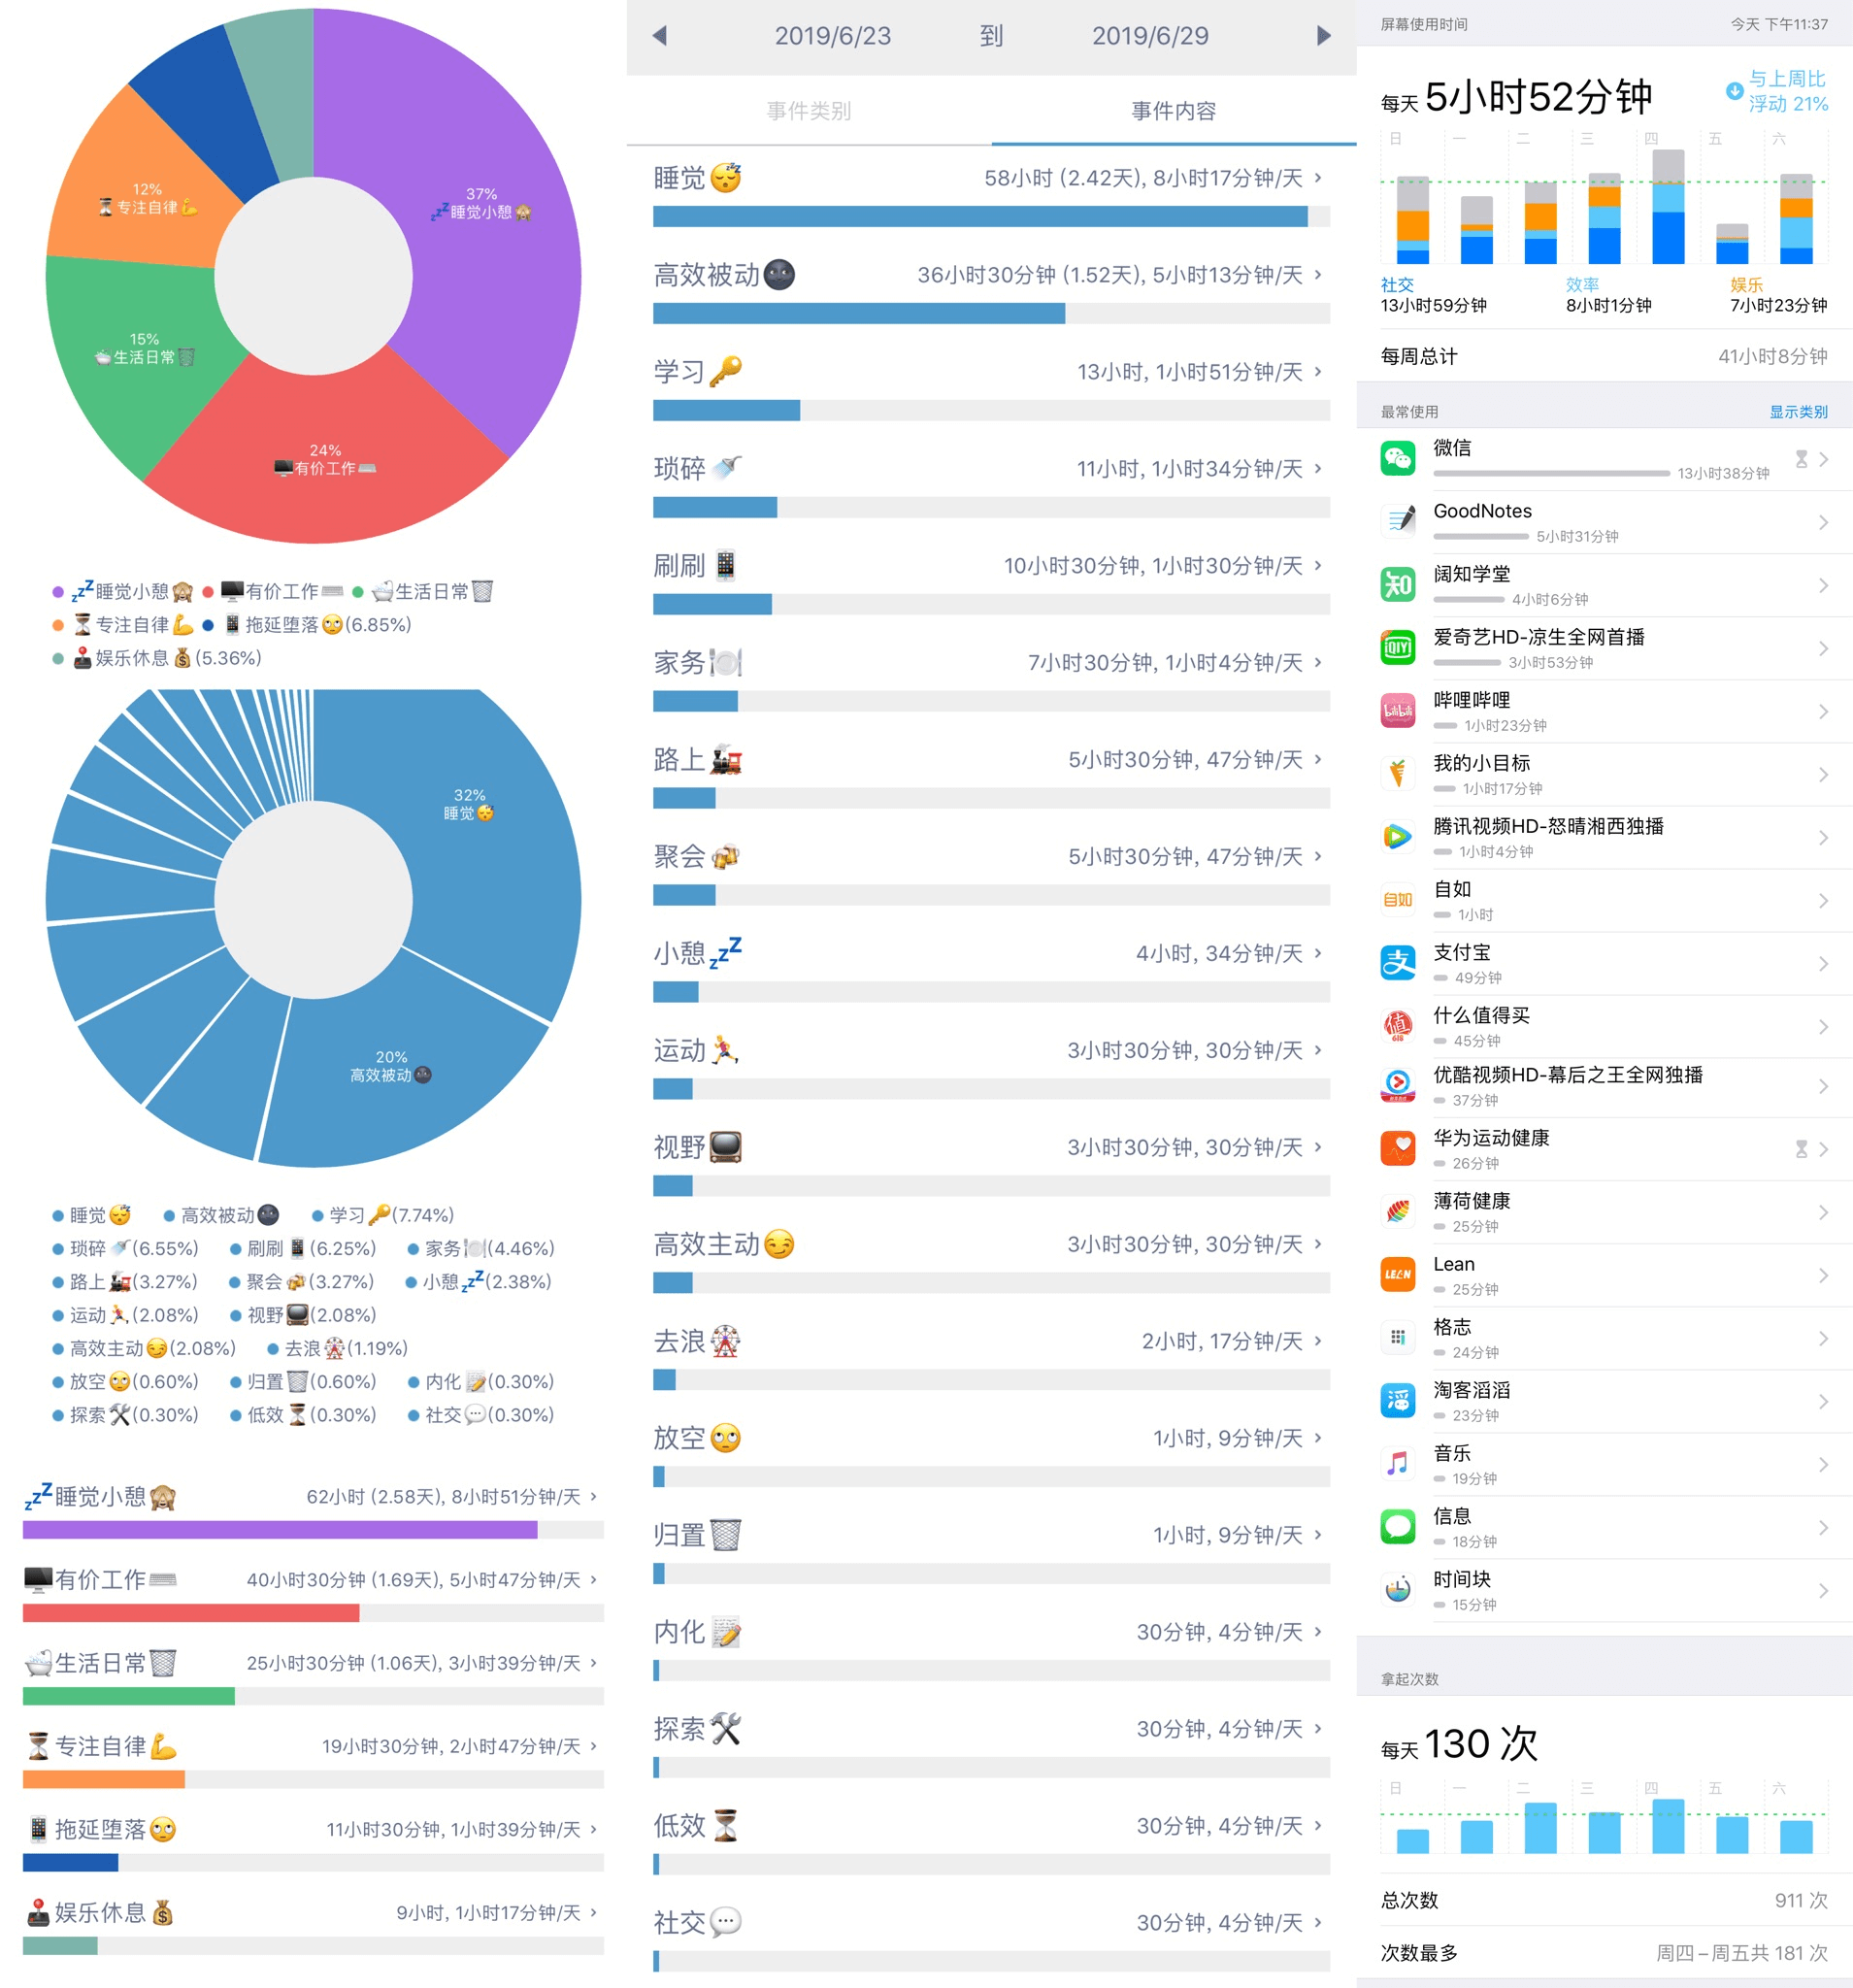 37%
💤睡觉小憩🙈
12%
⏳专注自律💪
15%
🛀生活日常🗑
24%
🖥有价工作⌨
💤睡觉小憩🙈 🖥有价工作⌨ 🛀生活日常🗑
⏳专注自律💪 📱拖延堕落🙄(6.85%)
🕹娱乐休息💰(5.36%)
32%
睡觉😴
20%
高效被动🌚
睡觉😴 高效被动🌚 学习🔑(7.74%)
琐碎🚿(6.55%) 刷刷📱(6.25%) 家务🍽(4.46%)
路上🚂(3.27%) 聚会🍻(3.27%) 小憩💤(2.38%)
运动🏃(2.08%) 视野📺(2.08%)
高效主动😏(2.08%) 去浪🎡(1.19%)
放空🙄(0.60%) 归置🗑(0.60%) 内化📝(0.30%)
探索🛠(0.30%) 低效⏳(0.30%) 社交💬(0.30%)
💤睡觉小憩🙈 62小时 (2.58天), 8小时51分钟/天
🖥有价工作⌨ 40小时30分钟 (1.69天), 5小时47分钟/天
🛀生活日常🗑 25小时30分钟 (1.06天), 3小时39分钟/天
⏳专注自律💪 19小时30分钟, 2小时47分钟/天
📱拖延堕落🙄 11小时30分钟, 1小时39分钟/天
🕹娱乐休息💰 9小时, 1小时17分钟/天
2019/6/23 到 2019/6/29
事件类别 事件内容
睡觉😴 58小时 (2.42天), 8小时17分钟/天
高效被动🌚 36小时30分钟 (1.52天), 5小时13分钟/天
学习🔑 13小时, 1小时51分钟/天
琐碎🚿 11小时, 1小时34分钟/天
刷刷📱 10小时30分钟, 1小时30分钟/天
家务🍽 7小时30分钟, 1小时4分钟/天
路上🚂 5小时30分钟, 47分钟/天
聚会🍻 5小时30分钟, 47分钟/天
小憩💤 4小时, 34分钟/天
运动🏃 3小时30分钟, 30分钟/天
视野📺 3小时30分钟, 30分钟/天
高效主动😏 3小时30分钟, 30分钟/天
去浪🎡 2小时, 17分钟/天
放空🙄 1小时, 9分钟/天
归置🗑 1小时, 9分钟/天
内化📝 30分钟, 4分钟/天
探索🛠 30分钟, 4分钟/天
低效⏳ 30分钟, 4分钟/天
社交💬 30分钟, 4分钟/天
屏幕使用时间 今天 下午11:37
每天 5小时52分钟 与上周比
浮动 21%
日 一 二 三 四 五 六
社交 效率 娱乐
13小时59分钟 8小时1分钟 7小时23分钟
每周总计 41小时8分钟
最常使用 显示类别
微信
13小时38分钟
GoodNotes
5小时31分钟
知 阔知学堂
4小时6分钟
iQIYI 爱奇艺HD-凉生全网首播
3小时53分钟
bilibili 哔哩哔哩
1小时23分钟
我的小目标
1小时17分钟
腾讯视频HD-怒晴湘西独播
1小时4分钟
自如 自如
1小时
支 支付宝
49分钟
值 什么值得买
618 45分钟
优酷视频HD-幕后之王全网独播
37分钟
华为运动健康
26分钟
薄荷健康
25分钟
LEAN Lean
25分钟
格志
24分钟
滔 淘客滔滔
23分钟
音乐
19分钟
信息
18分钟
时间块
15分钟
拿起次数
每天 130 次
日 一 二 三 四 五 六
总次数 911 次
次数最多 周四 – 周五共 181 次